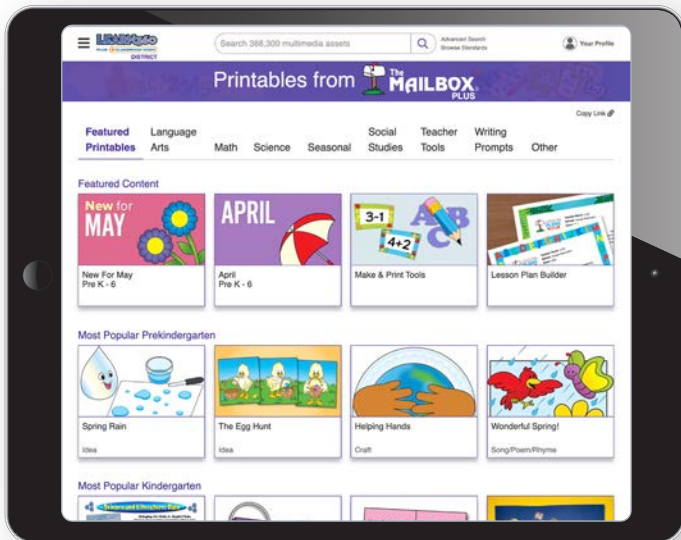 LEARN360
DISTRICT
Search 388,300 multimedia assets
Advanced Search
Browse Standards
Your Profile
Printables from The MAILBOX PLUS
Copy Link
Featured Printables
Language Arts
Math
Science
Seasonal
Social Studies
Teacher Tools
Writing Prompts
Other
Featured Content
New for
MAY
New For May
Pre K - 6
APRIL
April
Pre K - 6
3-1
4+2
ABC
Make & Print Tools
Lesson Plan Builder
Most Popular Prekindergarten
Spring Rain
Idea
The Egg Hunt
Idea
Helping Hands
Craft
Wonderful Spring!
Song/Poem/Rhyme
Most Popular Kindergarten